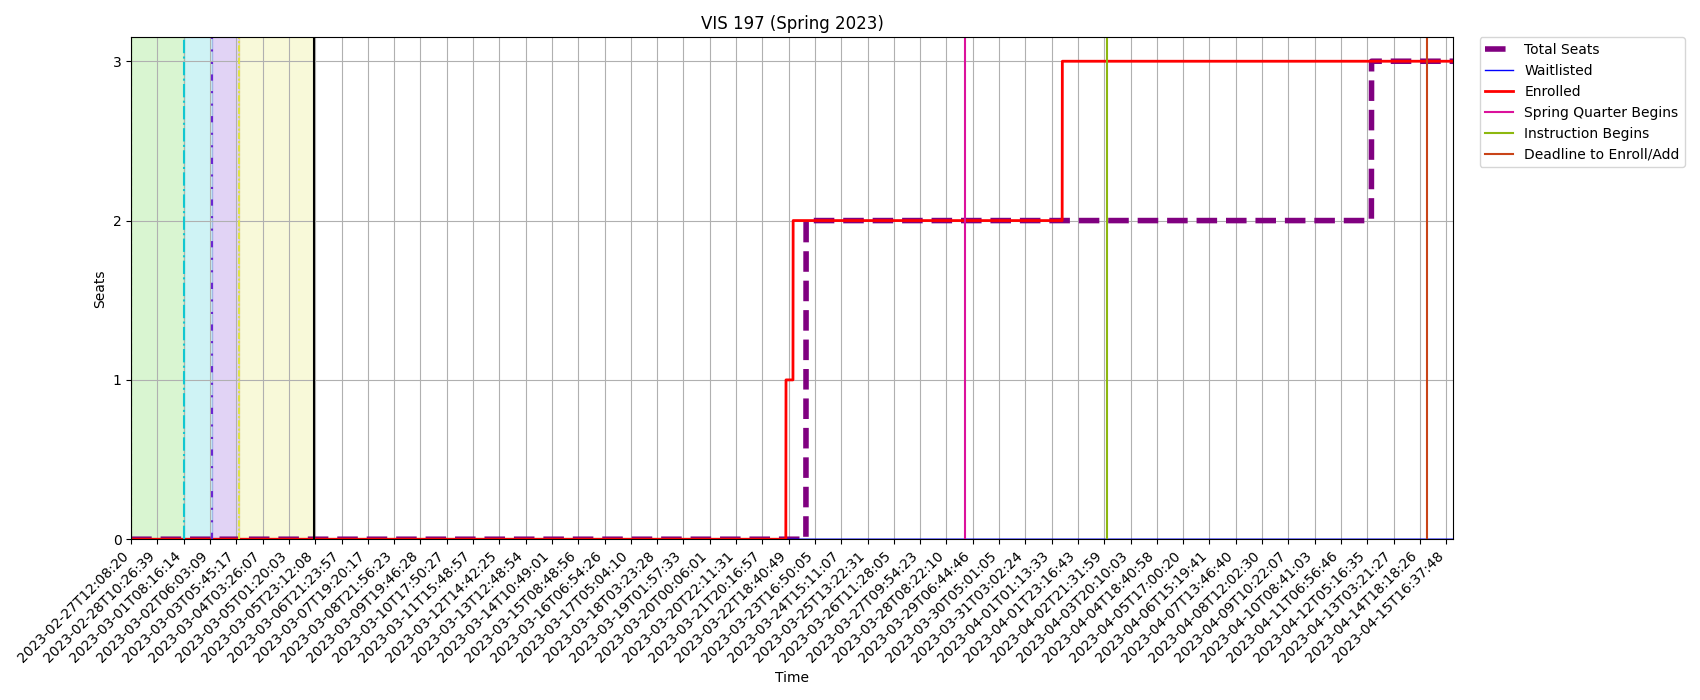 VIS 197 (Spring 2023)
Total Seats
Waitlisted
Enrolled
Spring Quarter Begins
Instruction Begins
Deadline to Enroll/Add
3
2
1
0
Seats
2023-02-27T12:08:20
2023-02-28T10:26:39
2023-03-01T08:16:14
2023-03-02T06:03:09
2023-03-03T05:45:17
2023-03-04T03:26:07
2023-03-05T01:20:03
2023-03-05T23:12:08
2023-03-06T21:23:57
2023-03-07T19:20:17
2023-03-08T21:56:23
2023-03-09T19:46:28
2023-03-10T17:50:27
2023-03-11T15:48:57
2023-03-12T14:42:25
2023-03-13T12:48:54
2023-03-14T10:49:01
2023-03-15T08:48:56
2023-03-16T06:54:26
2023-03-17T05:04:10
2023-03-18T03:23:28
2023-03-19T01:57:33
2023-03-20T00:06:01
2023-03-20T22:11:31
2023-03-21T20:16:57
2023-03-22T18:40:49
2023-03-23T16:50:05
2023-03-24T15:11:07
2023-03-25T13:22:31
2023-03-26T11:28:05
2023-03-27T09:54:23
2023-03-28T08:22:10
2023-03-29T06:44:46
2023-03-30T05:01:05
2023-03-31T03:02:24
2023-04-01T01:13:33
2023-04-01T23:16:43
2023-04-02T21:31:59
2023-04-03T20:10:03
2023-04-04T18:40:58
2023-04-05T17:00:20
2023-04-06T15:19:41
2023-04-07T13:46:40
2023-04-08T12:02:30
2023-04-09T10:22:07
2023-04-10T08:41:03
2023-04-11T06:56:46
2023-04-12T05:16:35
2023-04-13T03:21:27
2023-04-14T18:18:26
2023-04-15T16:37:48
Time